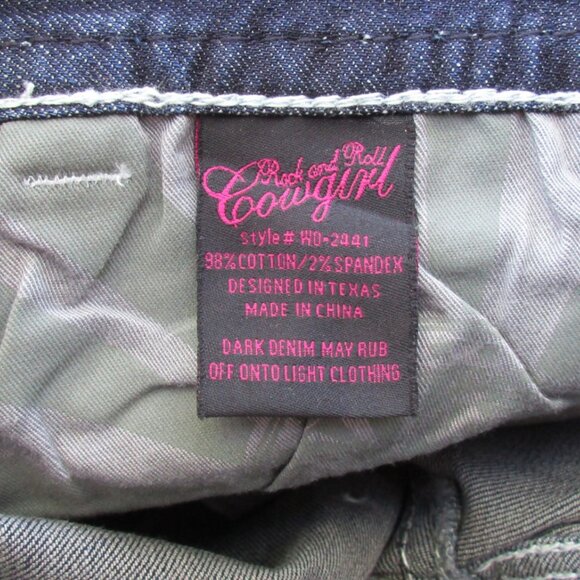 Rock and Roll
Cowgirl
Style# W0-2441
98%COTTON/2%SPANDEX
DESIGNED IN TEXAS
MADE IN CHINA
DARK DENIM MAY RUB
OFF ONTO LIGHT CLOTHING